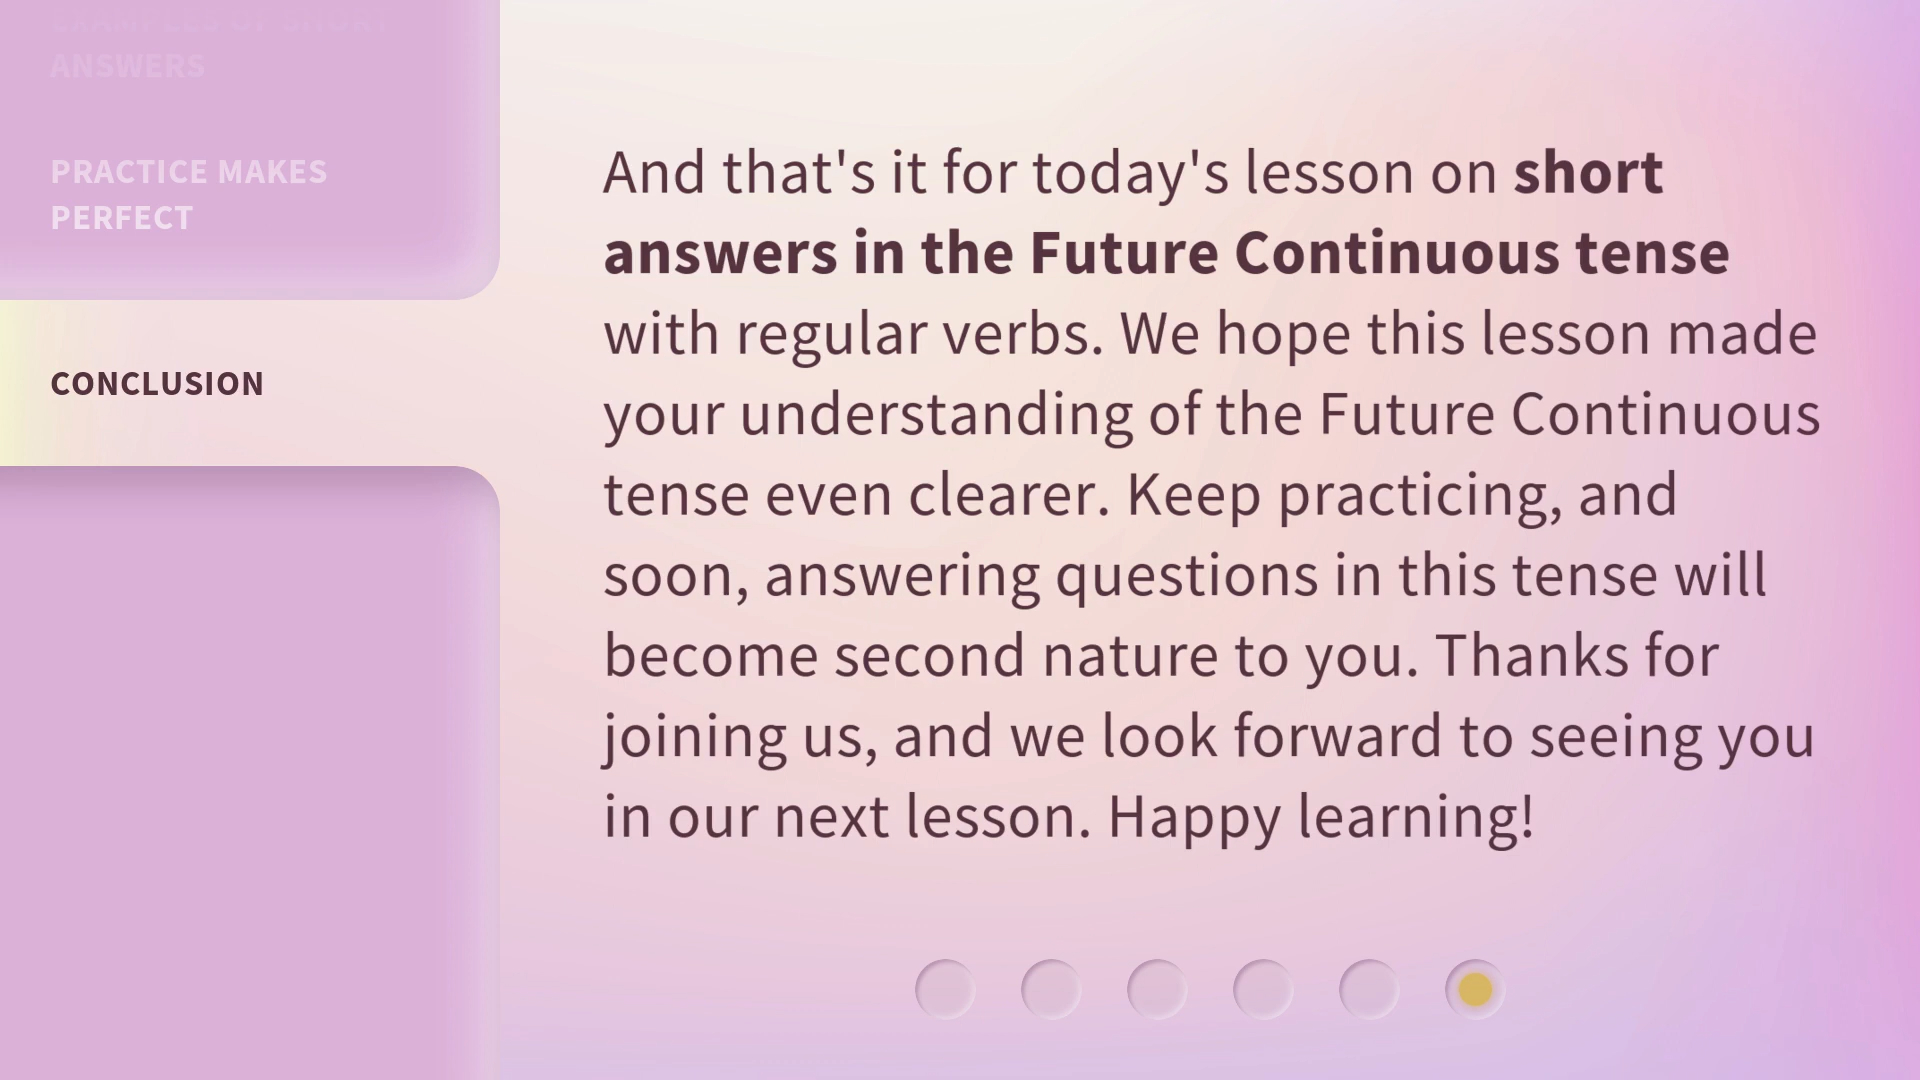 EXAMPLES OF SHORT
ANSWERS
PRACTICE MAKES
PERFECT
CONCLUSION
And that's it for today's lesson on short
answers in the Future Continuous tense
with regular verbs. We hope this lesson made
your understanding of the Future Continuous
tense even clearer. Keep practicing, and
soon, answering questions in this tense will
become second nature to you. Thanks for
joining us, and we look forward to seeing you
in our next lesson. Happy learning!